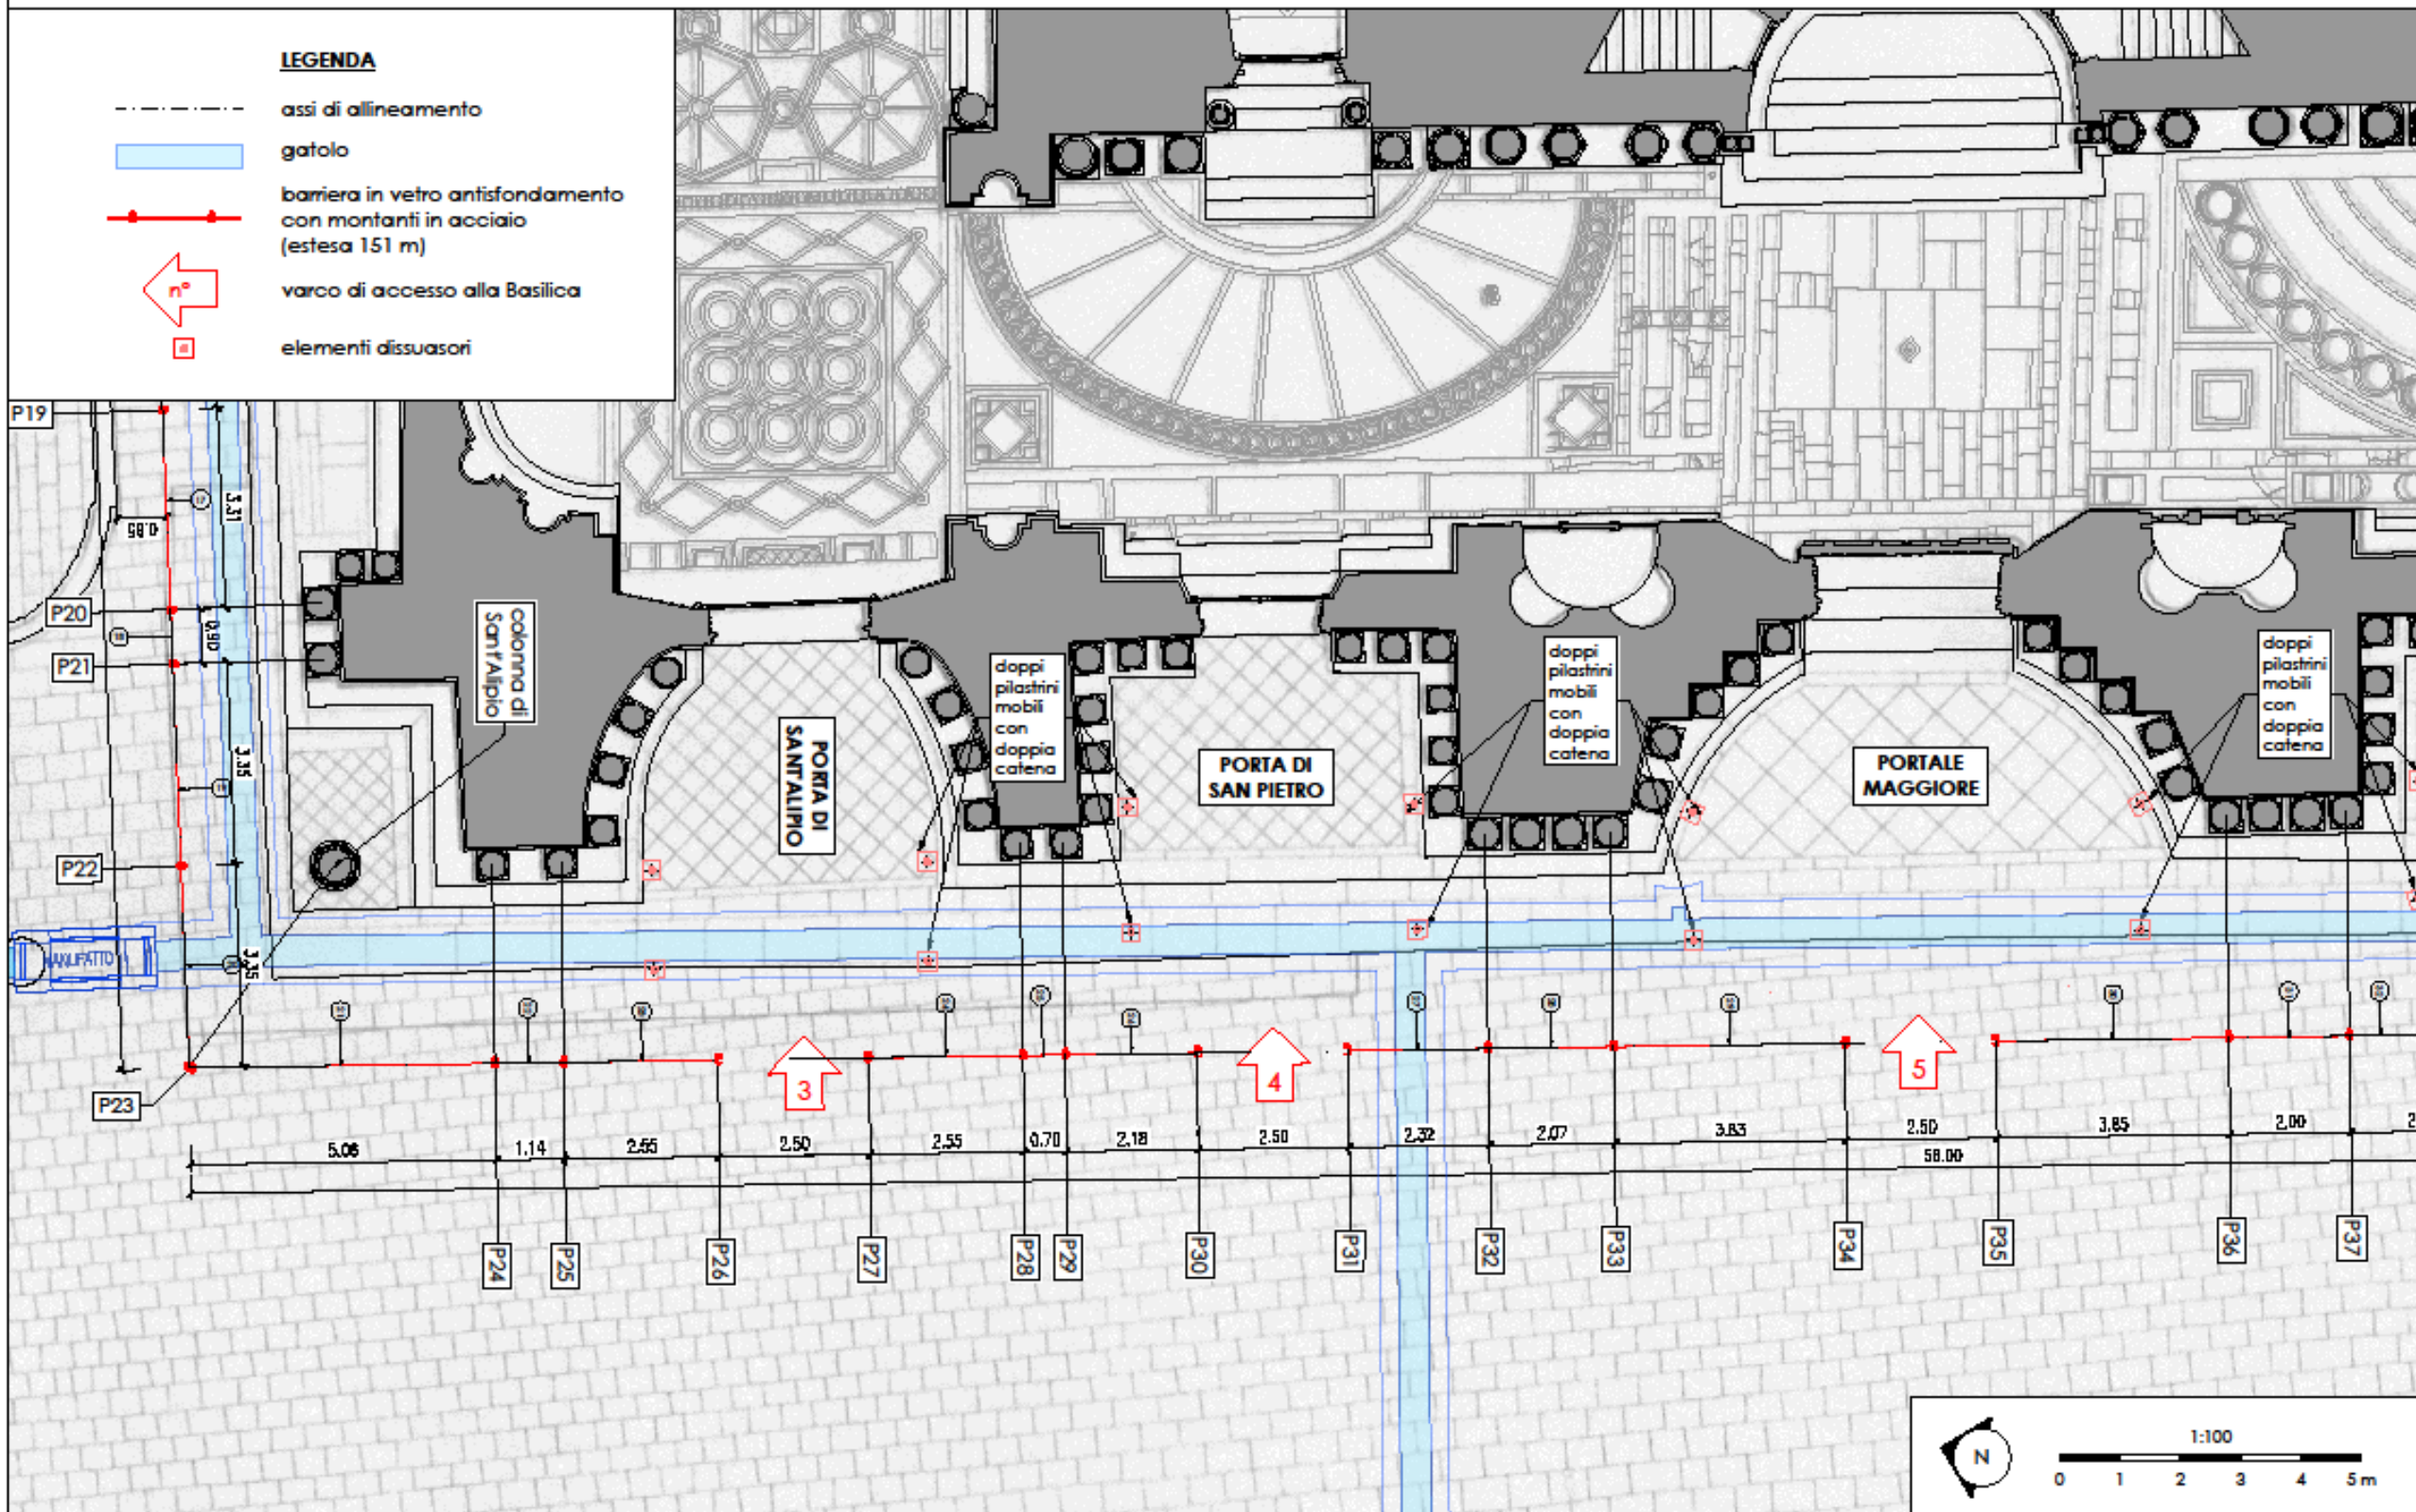 LEGENDA
assi di allineamento
gatolo
barriera in vetro antisfondamento
con montanti in acciaio
(estesa 151 m)
n°
varco di accesso alla Basilica
elementi dissuasori
P19
3.31
0.85
P20
0.90
P21
3.35
P22
3.35
P23
MANUFATTO
colonna di
Sant'Alipio
PORTA DI
SANT'ALIPIO
doppi
pilastrini
mobili
con
doppia
catena
PORTA DI
SAN PIETRO
doppi
pilastrini
mobili
con
doppia
catena
PORTALE
MAGGIORE
doppi
pilastrini
mobili
con
doppia
catena
3
4
5
5.06
1.14
2.55
2.50
2.55
0.70
2.18
2.50
2.32
2.07
3.83
2.50
3.85
2.00
58.00
P24
P25
P26
P27
P28
P29
P30
P31
P32
P33
P34
P35
P36
P37
N
1:100
0 1 2 3 4 5 m